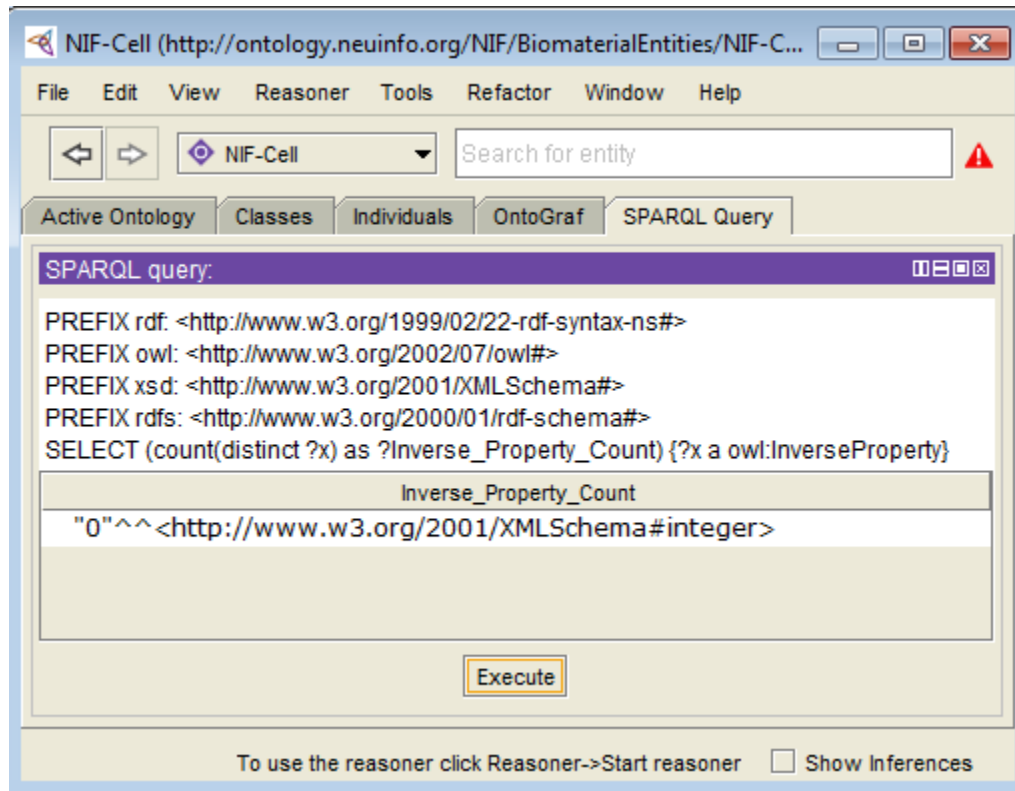 NIF-Cell (http://ontology.neuinfo.org/NIF/BiomaterialEntities/NIF-C...
File Edit View Reasoner Tools Refactor Window Help
NIF-Cell Search for entity
Active Ontology Classes Individuals OntoGraf SPARQL Query
SPARQL query:
PREFIX rdf: <http://www.w3.org/1999/02/22-rdf-syntax-ns#>
PREFIX owl: <http://www.w3.org/2002/07/owl#>
PREFIX xsd: <http://www.w3.org/2001/XMLSchema#>
PREFIX rdfs: <http://www.w3.org/2000/01/rdf-schema#>
SELECT (count(distinct ?x) as ?Inverse_Property_Count) {?x a owl:InverseProperty}
Inverse_Property_Count
"0"^^<http://www.w3.org/2001/XMLSchema#integer>
Execute
To use the reasoner click Reasoner->Start reasoner Show Inferences